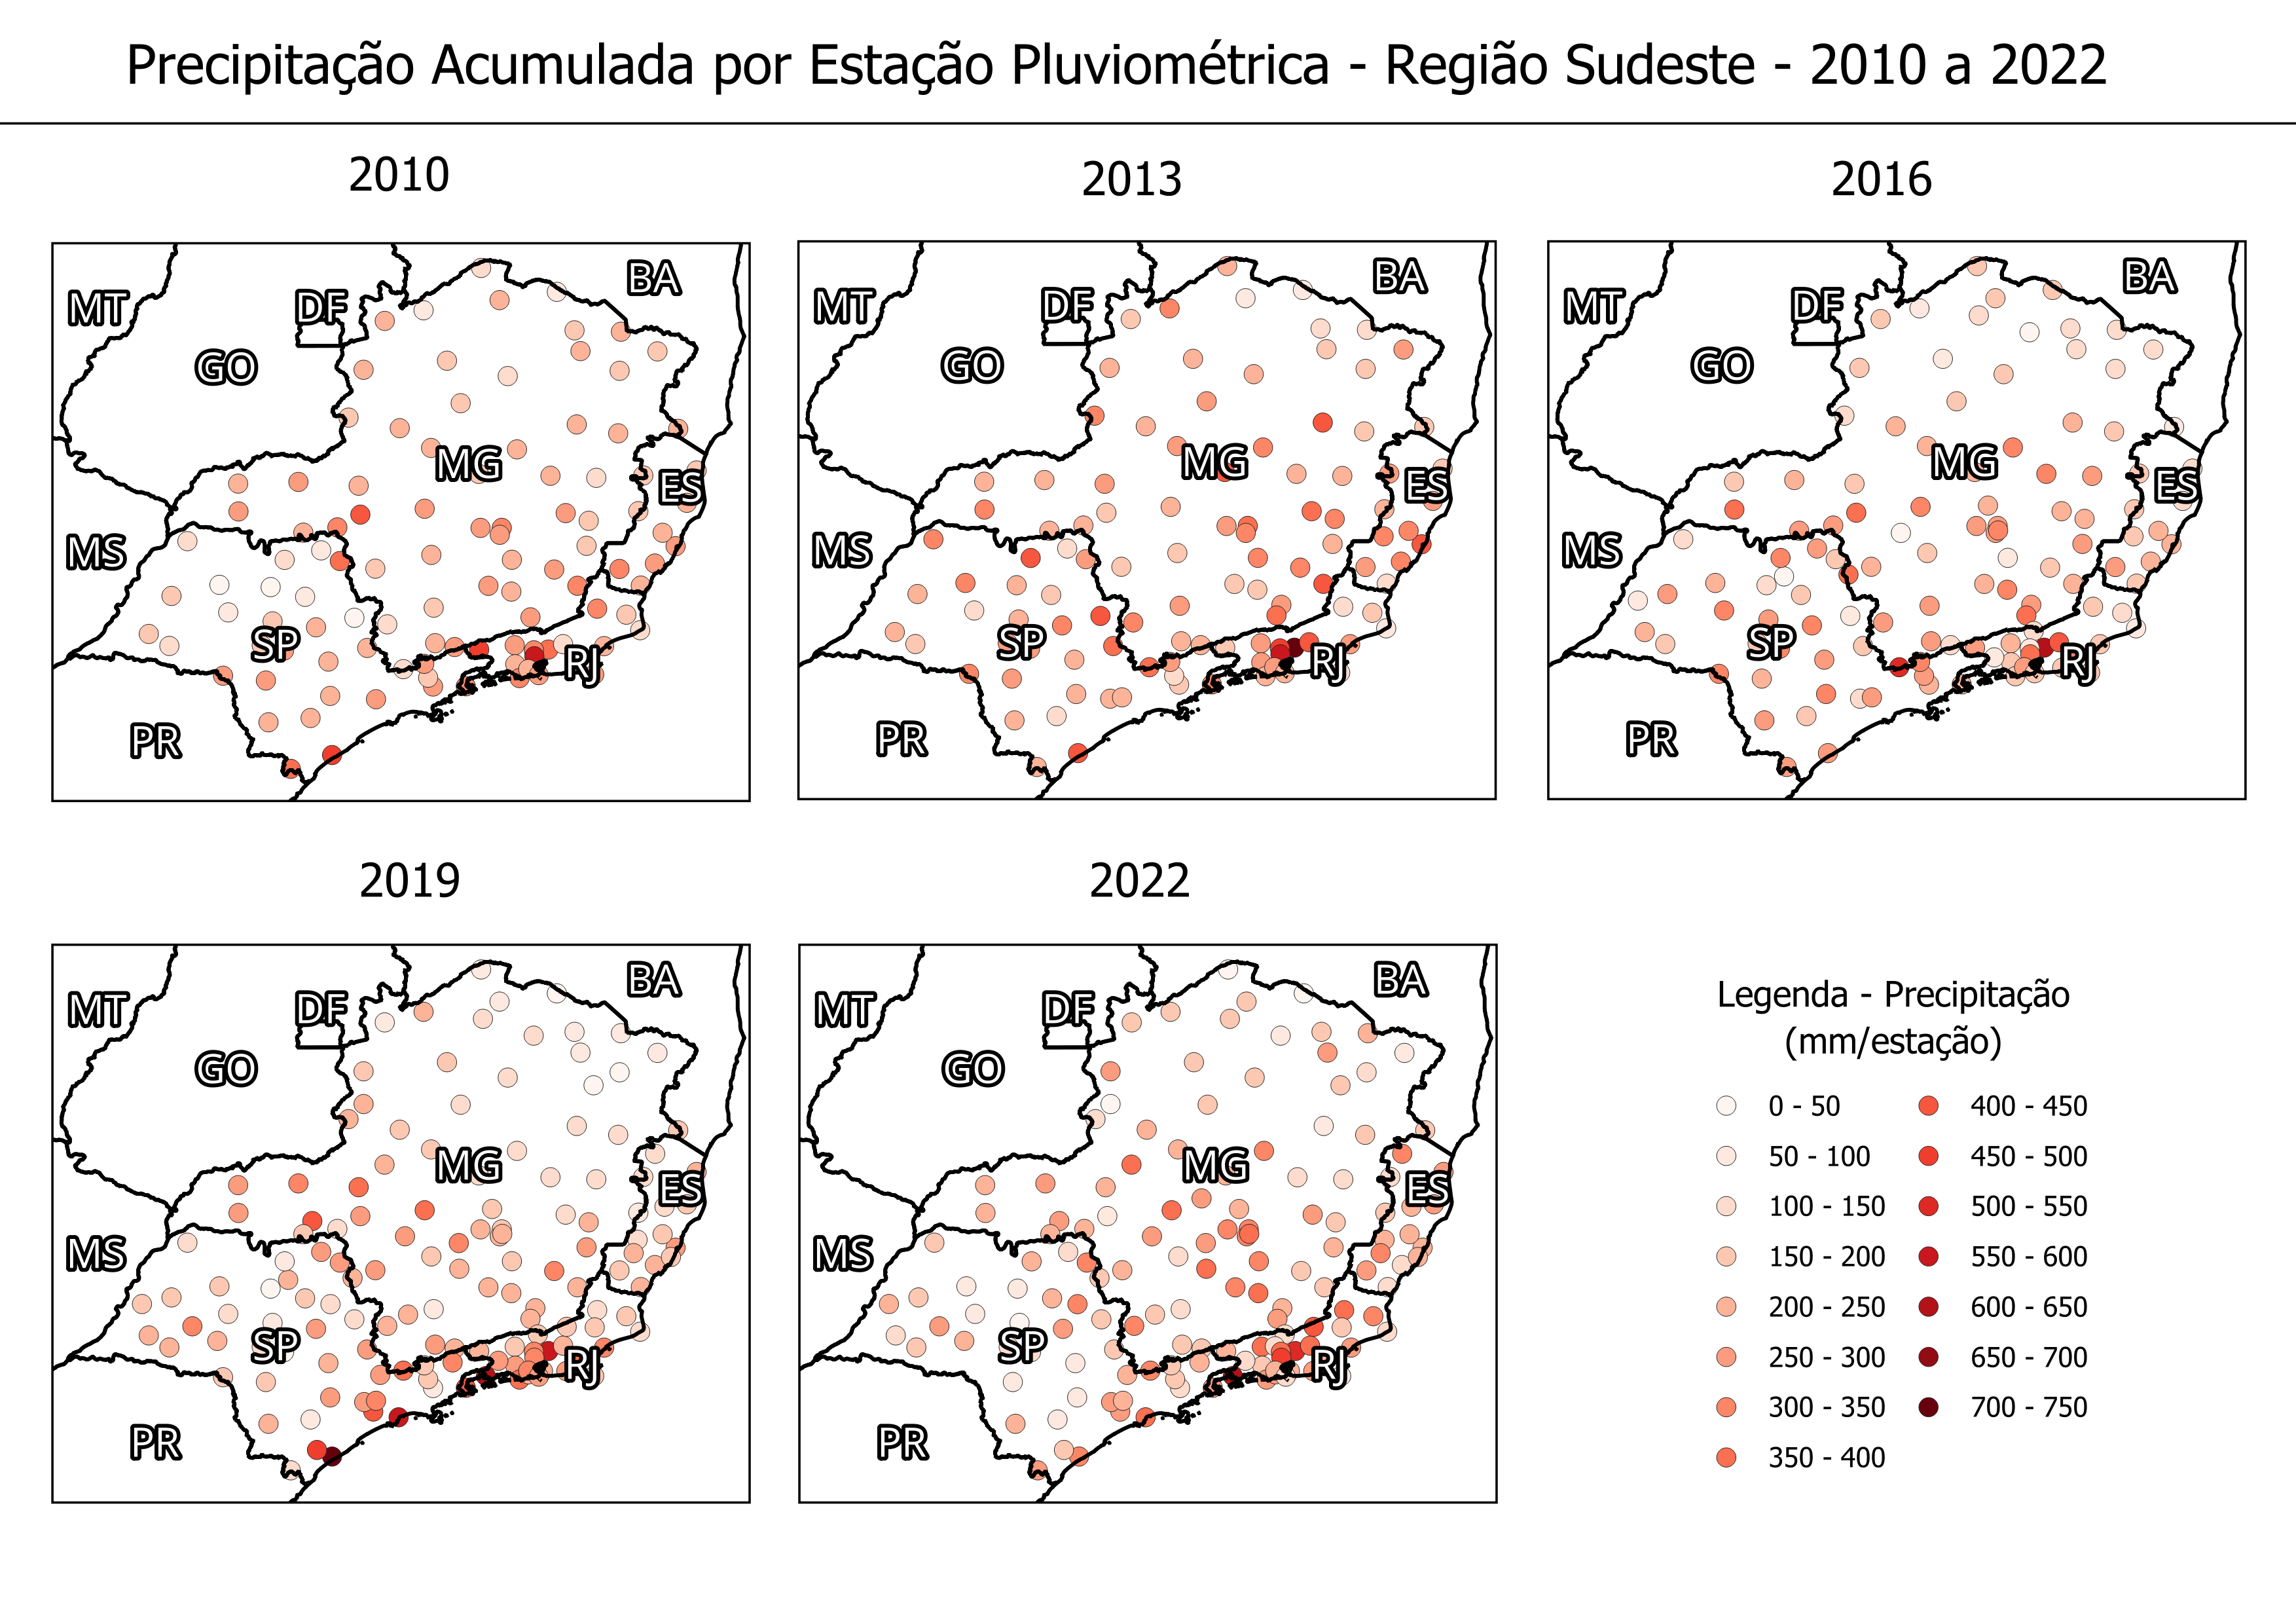 Precipitação Acumulada por Estação Pluviométrica - Região Sudeste - 2010 a 2022
2010
2013
2016
MT
DF
BA
GO
MG
ES
MS
SP
RJ
PR
MT
DF
BA
GO
MG
ES
MS
SP
RJ
PR
MT
DF
BA
GO
MG
ES
MS
SP
RJ
PR
2019
2022
MT
DF
BA
GO
MG
ES
MS
SP
RJ
PR
MT
DF
BA
GO
MG
ES
MS
SP
RJ
PR
Legenda - Precipitação
(mm/estação)
0 - 50
50 - 100
100 - 150
150 - 200
200 - 250
250 - 300
300 - 350
350 - 400
400 - 450
450 - 500
500 - 550
550 - 600
600 - 650
650 - 700
700 - 750